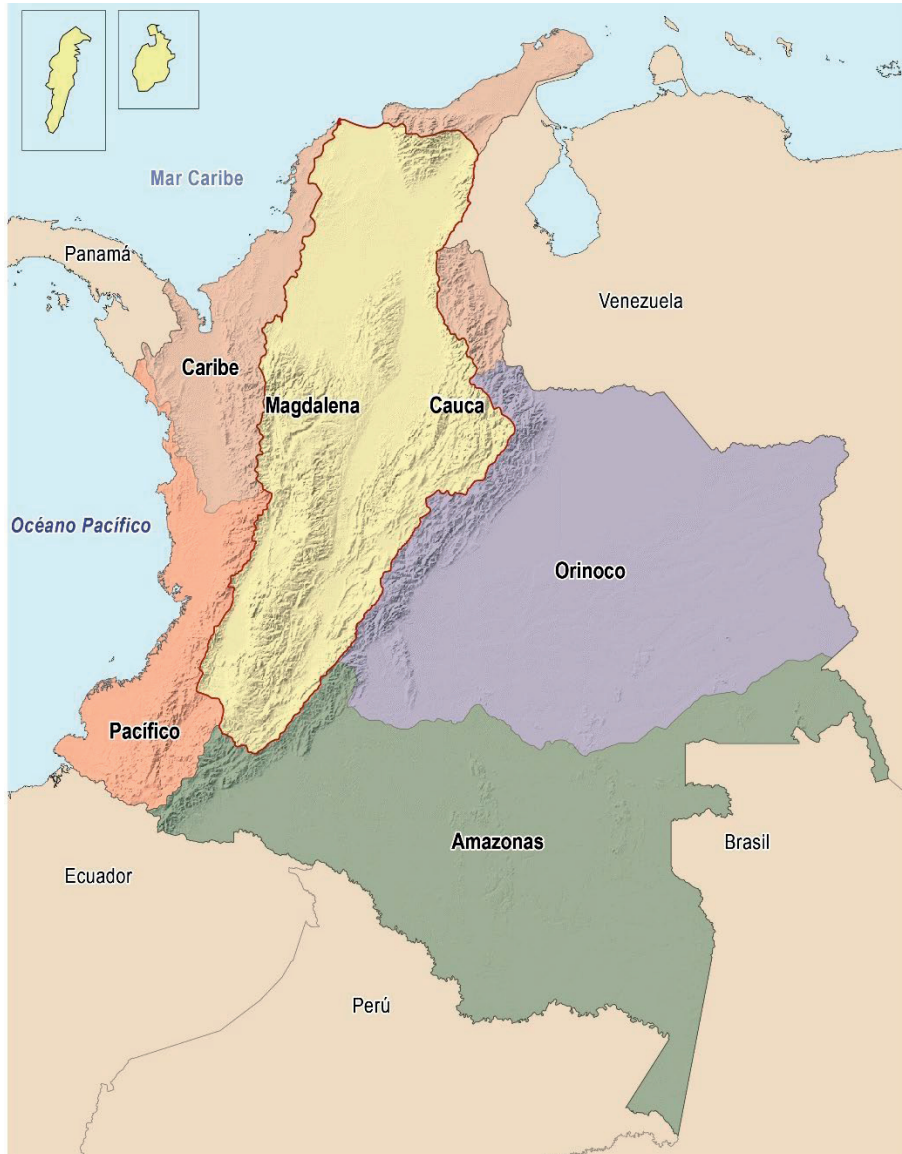 Mar Caribe
Panamá
Venezuela
Caribe
Magdalena
Cauca
Océano Pacífico
Orinoco
Pacífico
Amazonas
Brasil
Ecuador
Perú